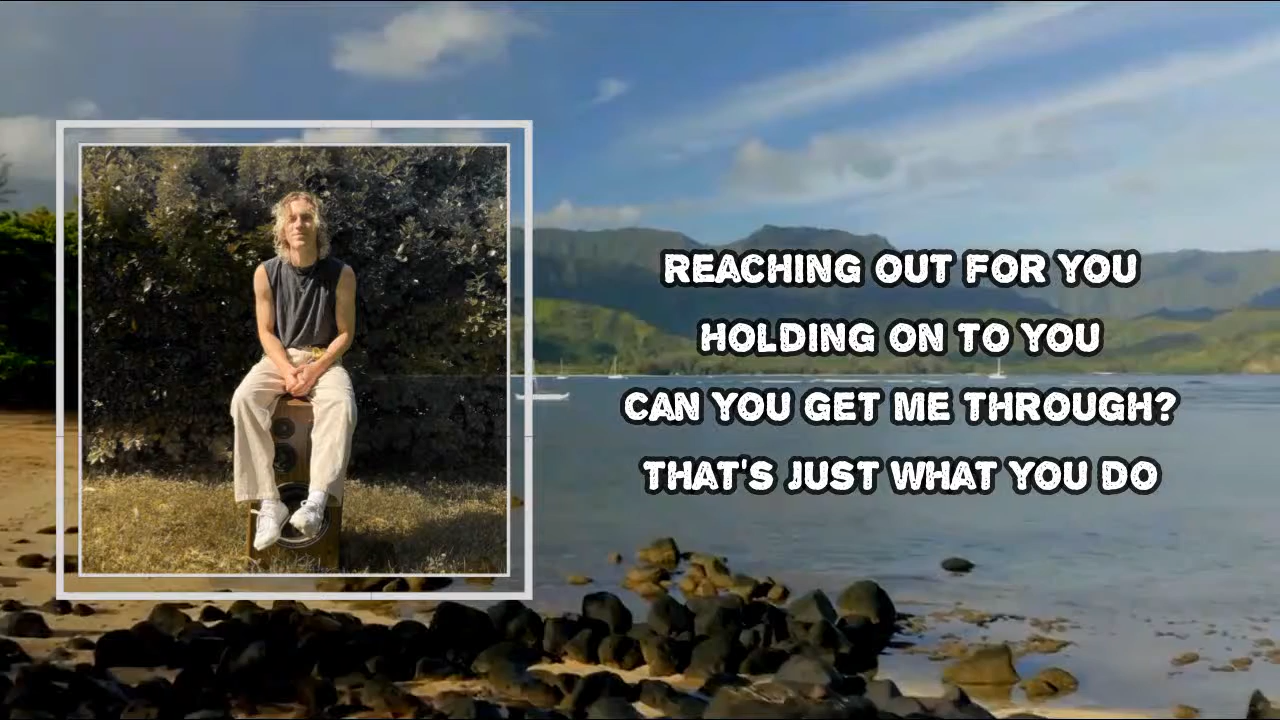 REACHING OUT FOR YOU
HOLDING ON TO YOU
CAN YOU GET ME THROUGH?
THAT'S JUST WHAT YOU DO